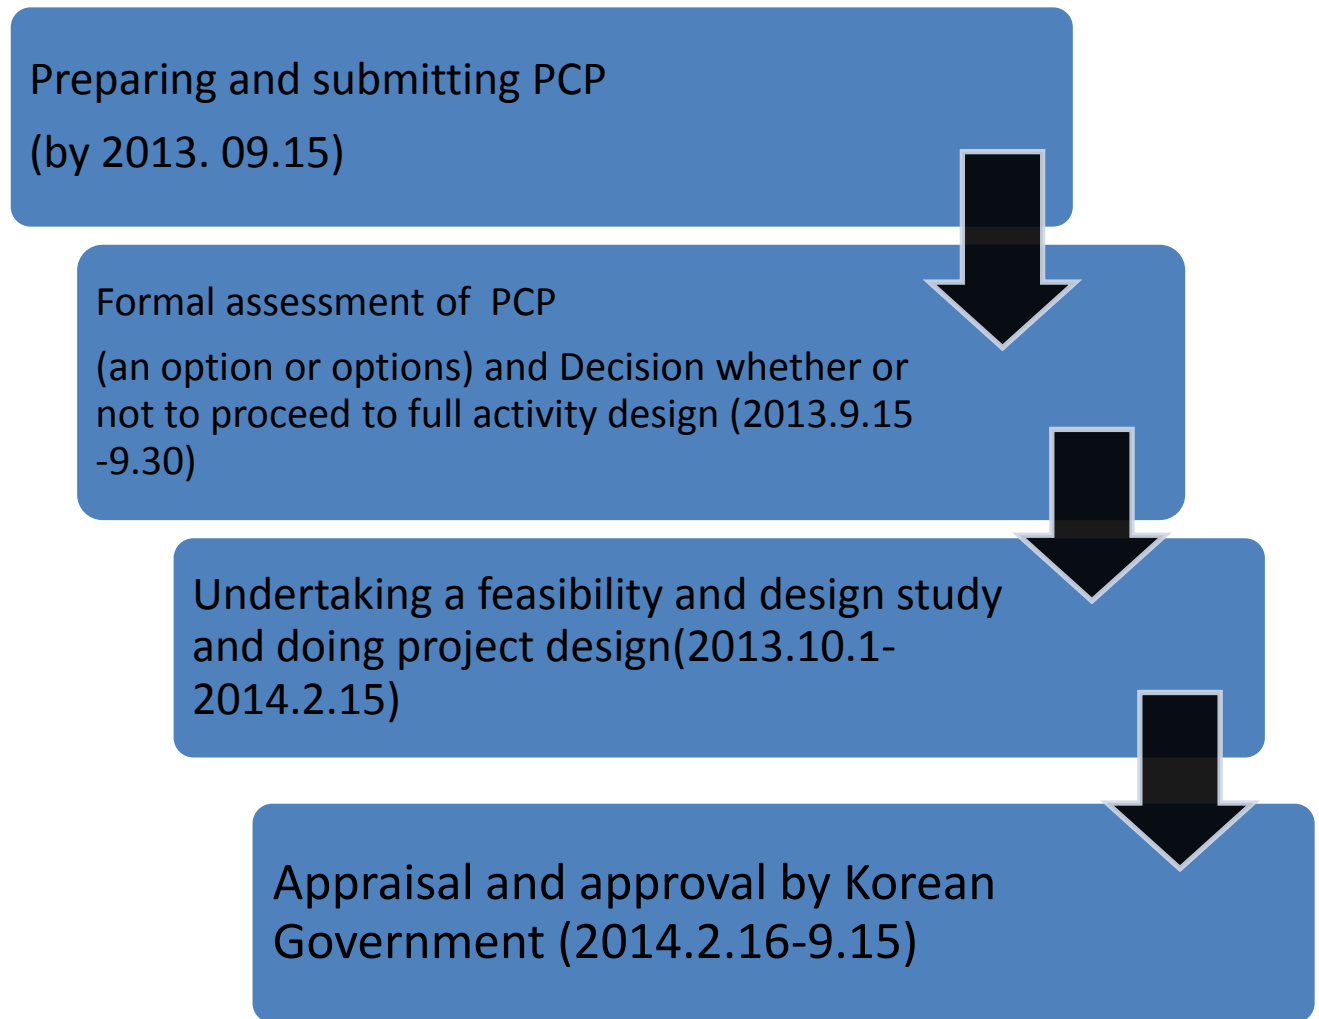 Preparing and submitting PCP
(by 2013. 09.15)
Formal assessment of  PCP
(an option or options) and Decision whether or
not to proceed to full activity design (2013.9.15
-9.30)
Undertaking a feasibility and design study
and doing project design(2013.10.1-
2014.2.15)
Appraisal and approval by Korean
Government (2014.2.16-9.15)